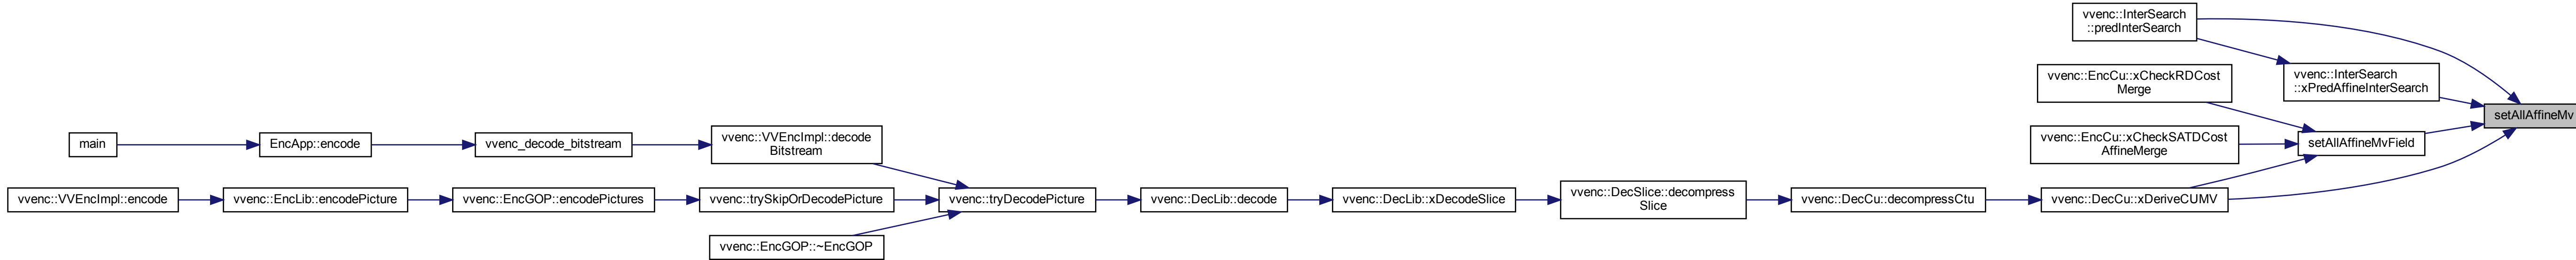 vvenc::InterSearch
::predInterSearch
vvenc::InterSearch
::xPredAffineInterSearch
vvenc::EncCu::xCheckRDCost
Merge
setAllAffineMv
vvenc::EncCu::xCheckSATDCost
AffineMerge
setAllAffineMvField
main
EncApp::encode
vvenc_decode_bitstream
vvenc::VVEncImpl::decode
Bitstream
vvenc::VVEncImpl::encode
vvenc::EncLib::encodePicture
vvenc::EncGOP::encodePictures
vvenc::trySkipOrDecodePicture
vvenc::tryDecodePicture
vvenc::DecLib::decode
vvenc::DecLib::xDecodeSlice
vvenc::DecSlice::decompress
Slice
vvenc::DecCu::decompressCtu
vvenc::DecCu::xDeriveCUMV
vvenc::EncGOP::~EncGOP